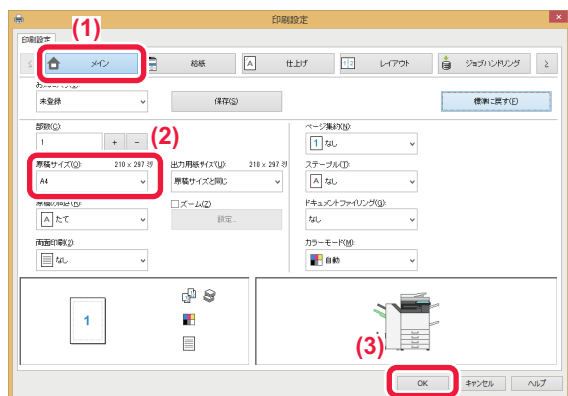 印刷設定
(1)
印刷設定
メイン
給紙
仕上げ
レイアウト
ジョブハンドリング
未登録
保存(S)
標準に戻す(E)
部数(C):
1
+
-
(2)
ページ集約(N):
1 なし
原稿サイズ(O): 210 x 297 ミリ
A4
出力用紙サイズ(U): 210 x 297 ミリ
原稿サイズと同じ
ステープル(T):
A なし
原稿の向き(R):
A たて
ズーム(Z)
設定...
ドキュメントファイリング(G):
なし
両面印刷(2):
なし
カラーモード(M):
自動
1
(3)
OK
キャンセル
ヘルプ